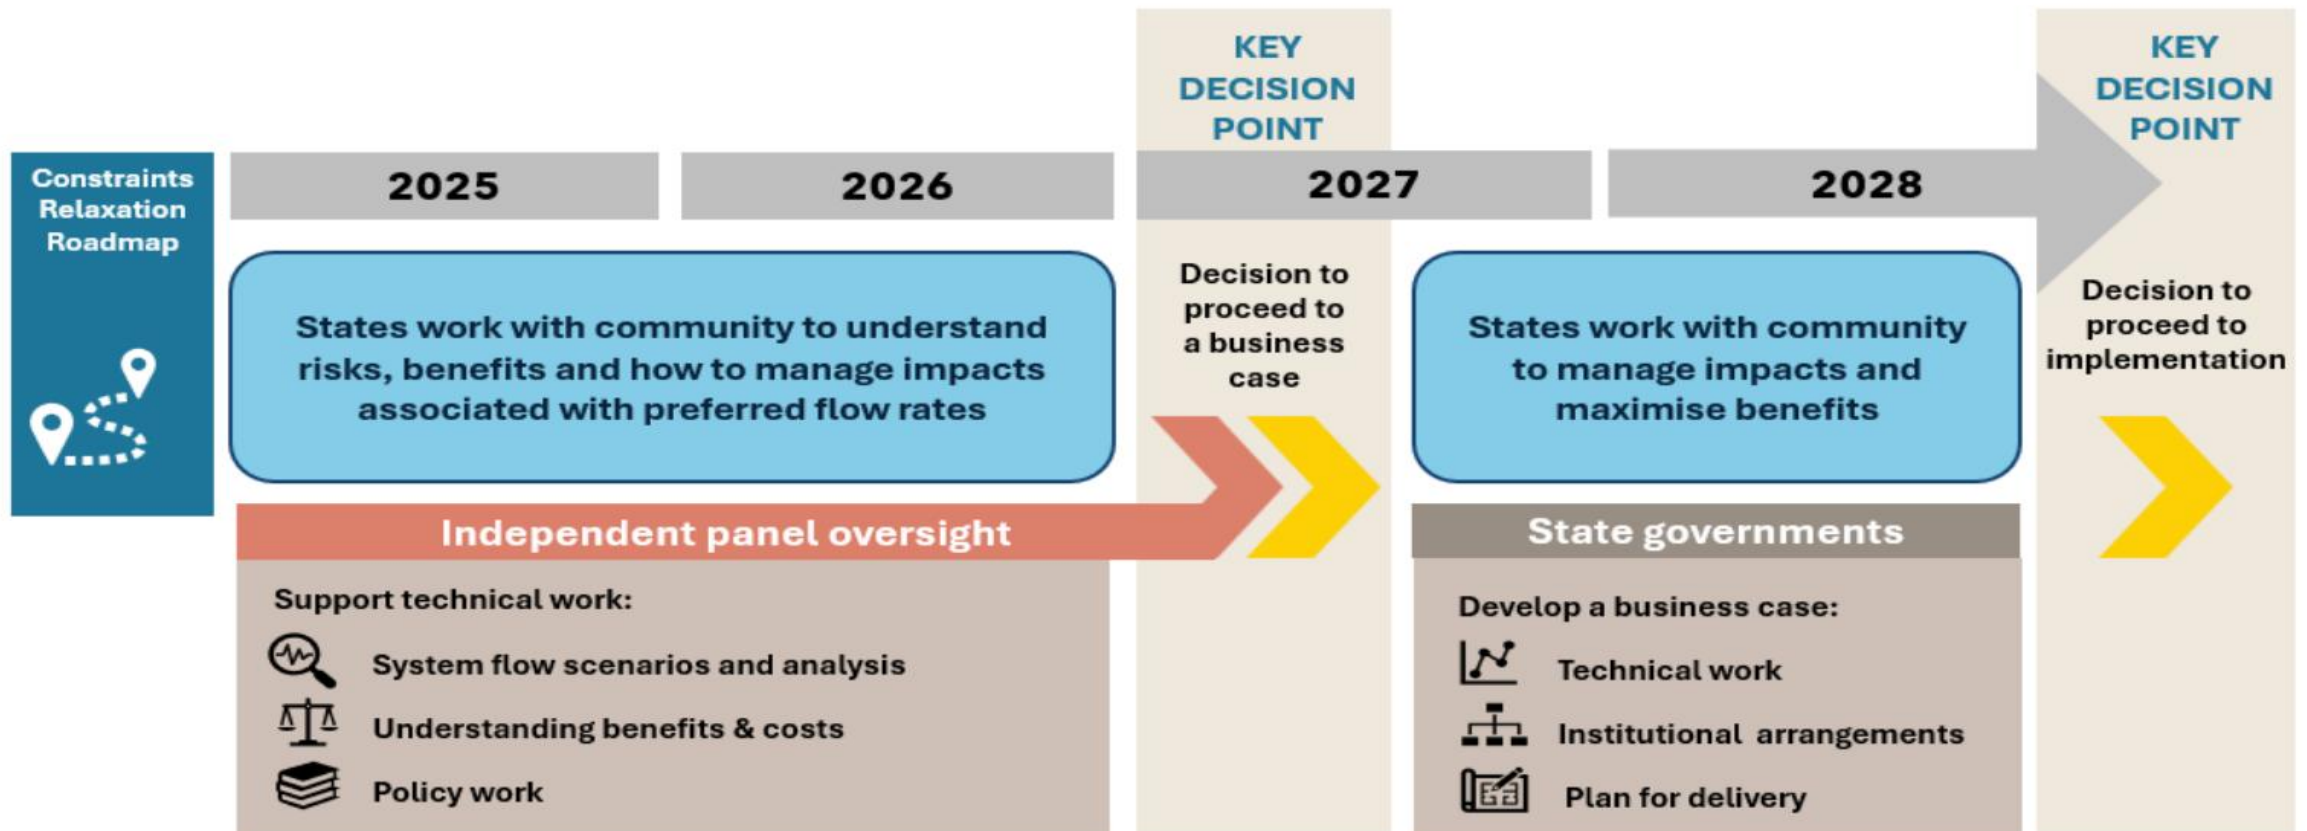 Constraints
Relaxation
Roadmap
KEY
DECISION
POINT
KEY
DECISION
POINT
2025
2026
2027
2028
States work with community to understand
risks, benefits and how to manage impacts
associated with preferred flow rates
Decision to
proceed to
a business
case
States work with community
to manage impacts and
maximise benefits
Decision to
proceed to
implementation
Independent panel oversight
State governments
Support technical work:
System flow scenarios and analysis
Understanding benefits & costs
Policy work
Develop a business case:
Technical work
Institutional arrangements
Plan for delivery